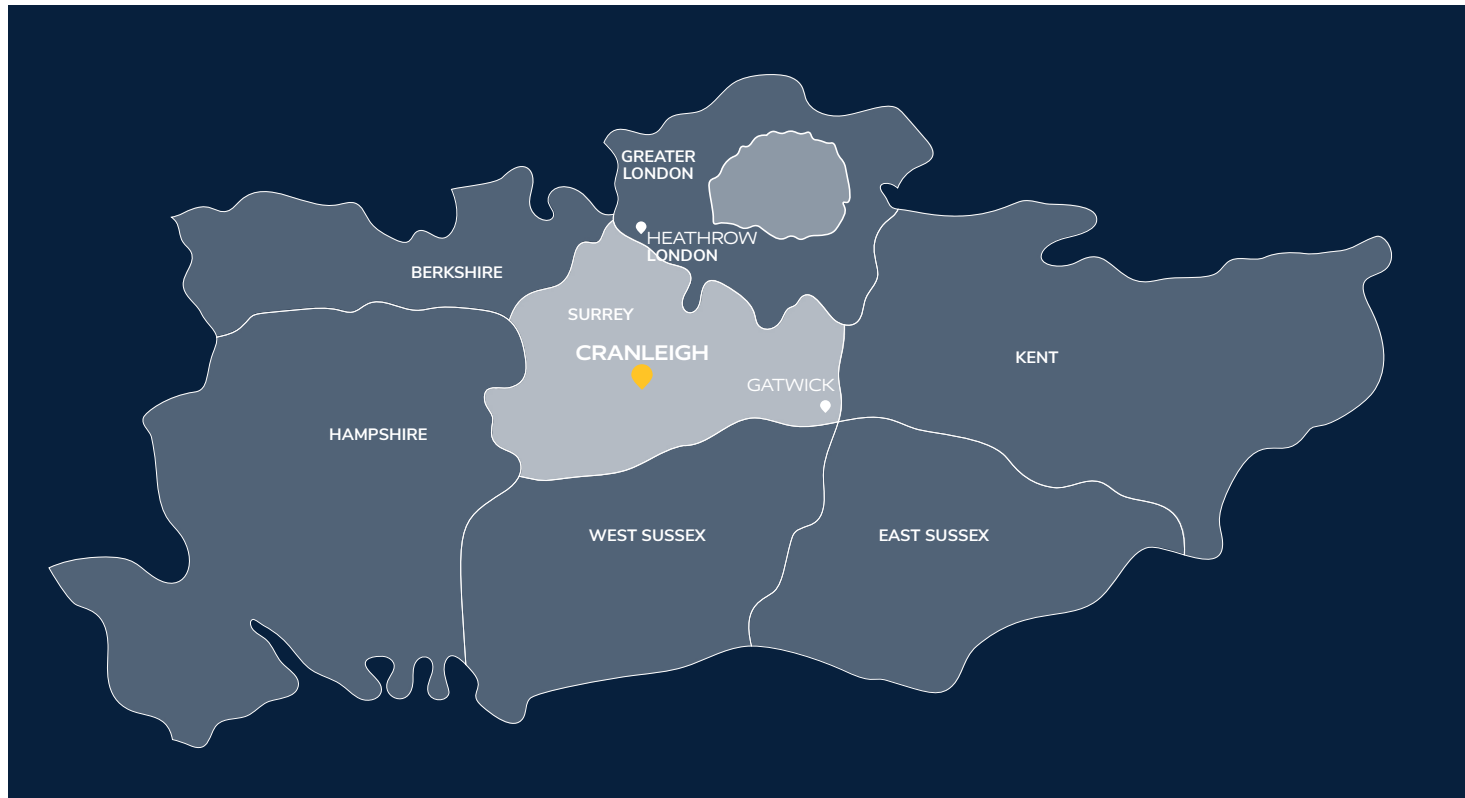 GREATER
LONDON
HEATHROW
LONDON
BERKSHIRE
SURREY
CRANLEIGH
KENT
GATWICK
HAMPSHIRE
WEST SUSSEX
EAST SUSSEX